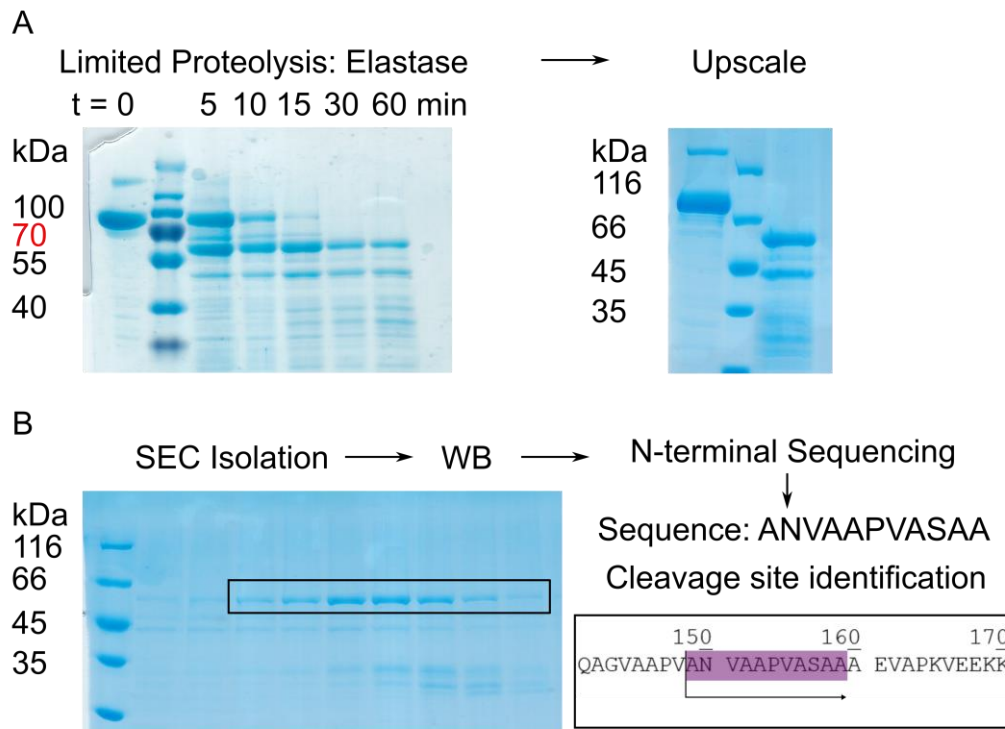 A
Limited Proteolysis: Elastase → Upscale
t = 0 5 10 15 30 60 min
kDa
100
70
55
40
kDa
116
66
45
35
B
SEC Isolation → WB → N-terminal Sequencing
Sequence: ANVAAPVASAA
Cleavage site identification
kDa
116
66
45
35
150 160 170
QAGVAAPVAN VAAPVASAAA EVAPKVEEKK